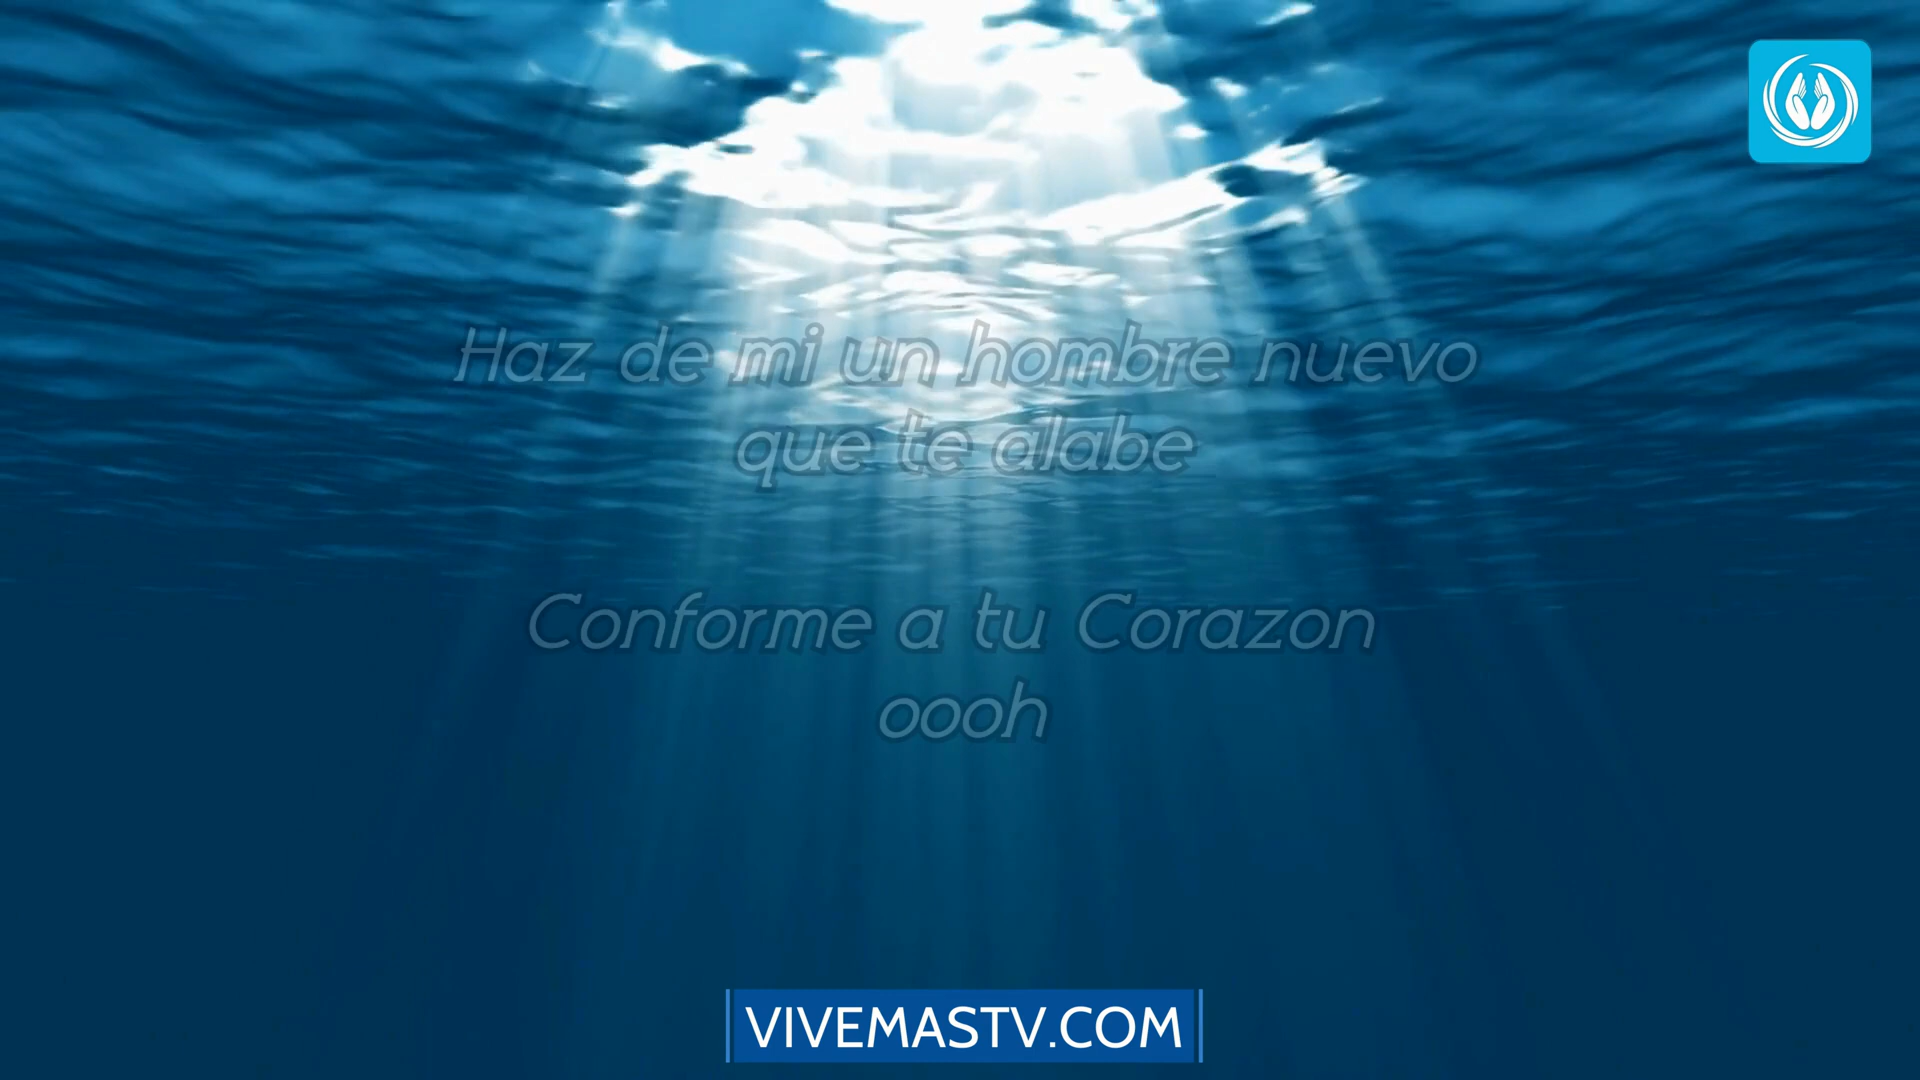 Haz de mi un hombre nuevo
que te alabe
Conforme a tu Corazon
oooh
VIVEMASTV.COM